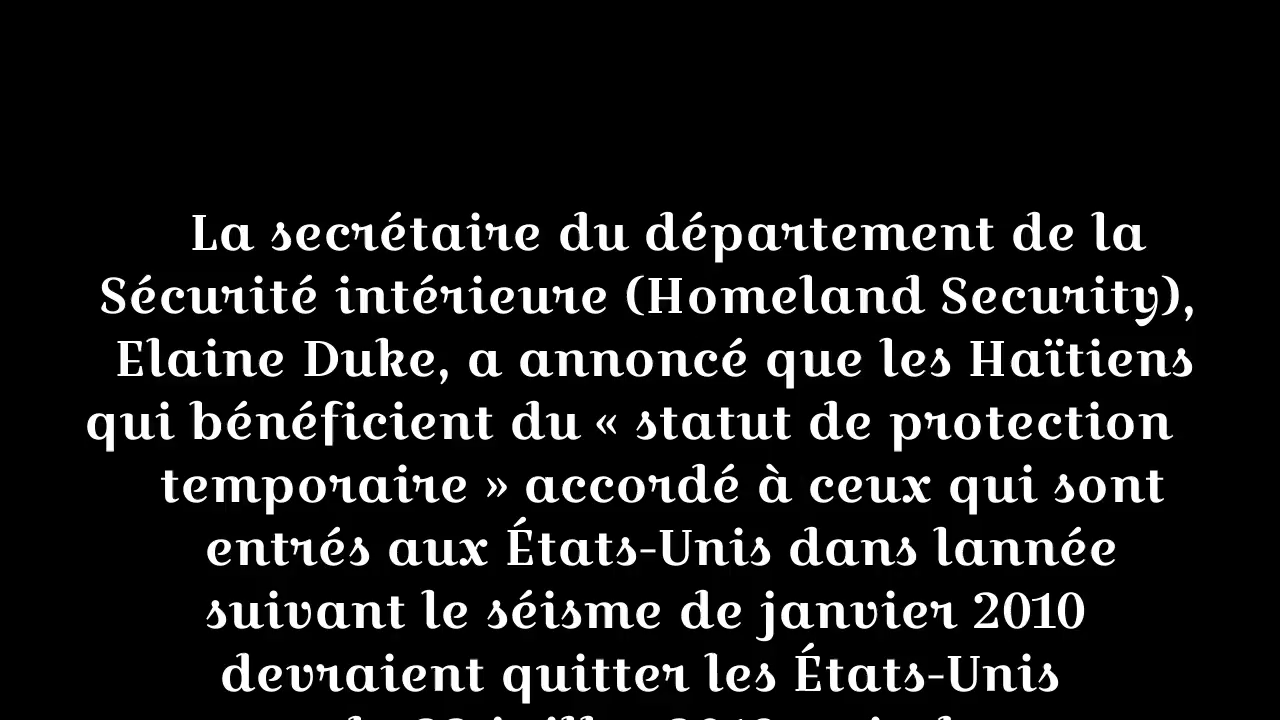 La secrétaire du département de la
Sécurité intérieure (Homeland Security),
Elaine Duke, a annoncé que les Haïtiens
qui bénéficient du « statut de protection
temporaire » accordé à ceux qui sont
entrés aux États-Unis dans lannée
suivant le séisme de janvier 2010
devraient quitter les États-Unis